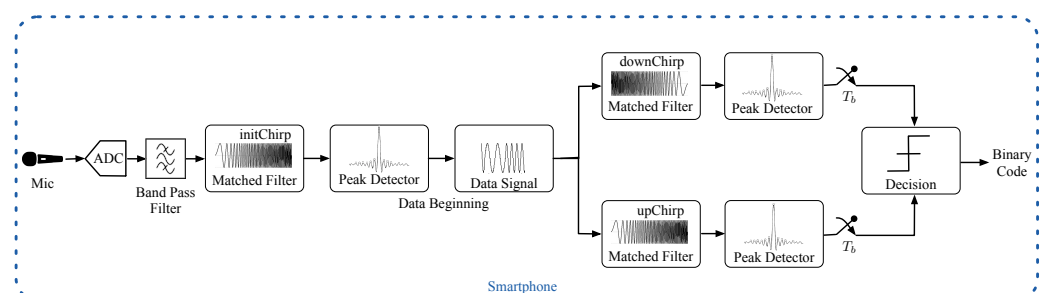 Mic
ADC
Band Pass
Filter
initChirp
Matched Filter
Peak Detector
Data Beginning
Data Signal
downChirp
Matched Filter
Peak Detector
T_b
upChirp
Matched Filter
Peak Detector
T_b
Decision
Binary
Code
Smartphone